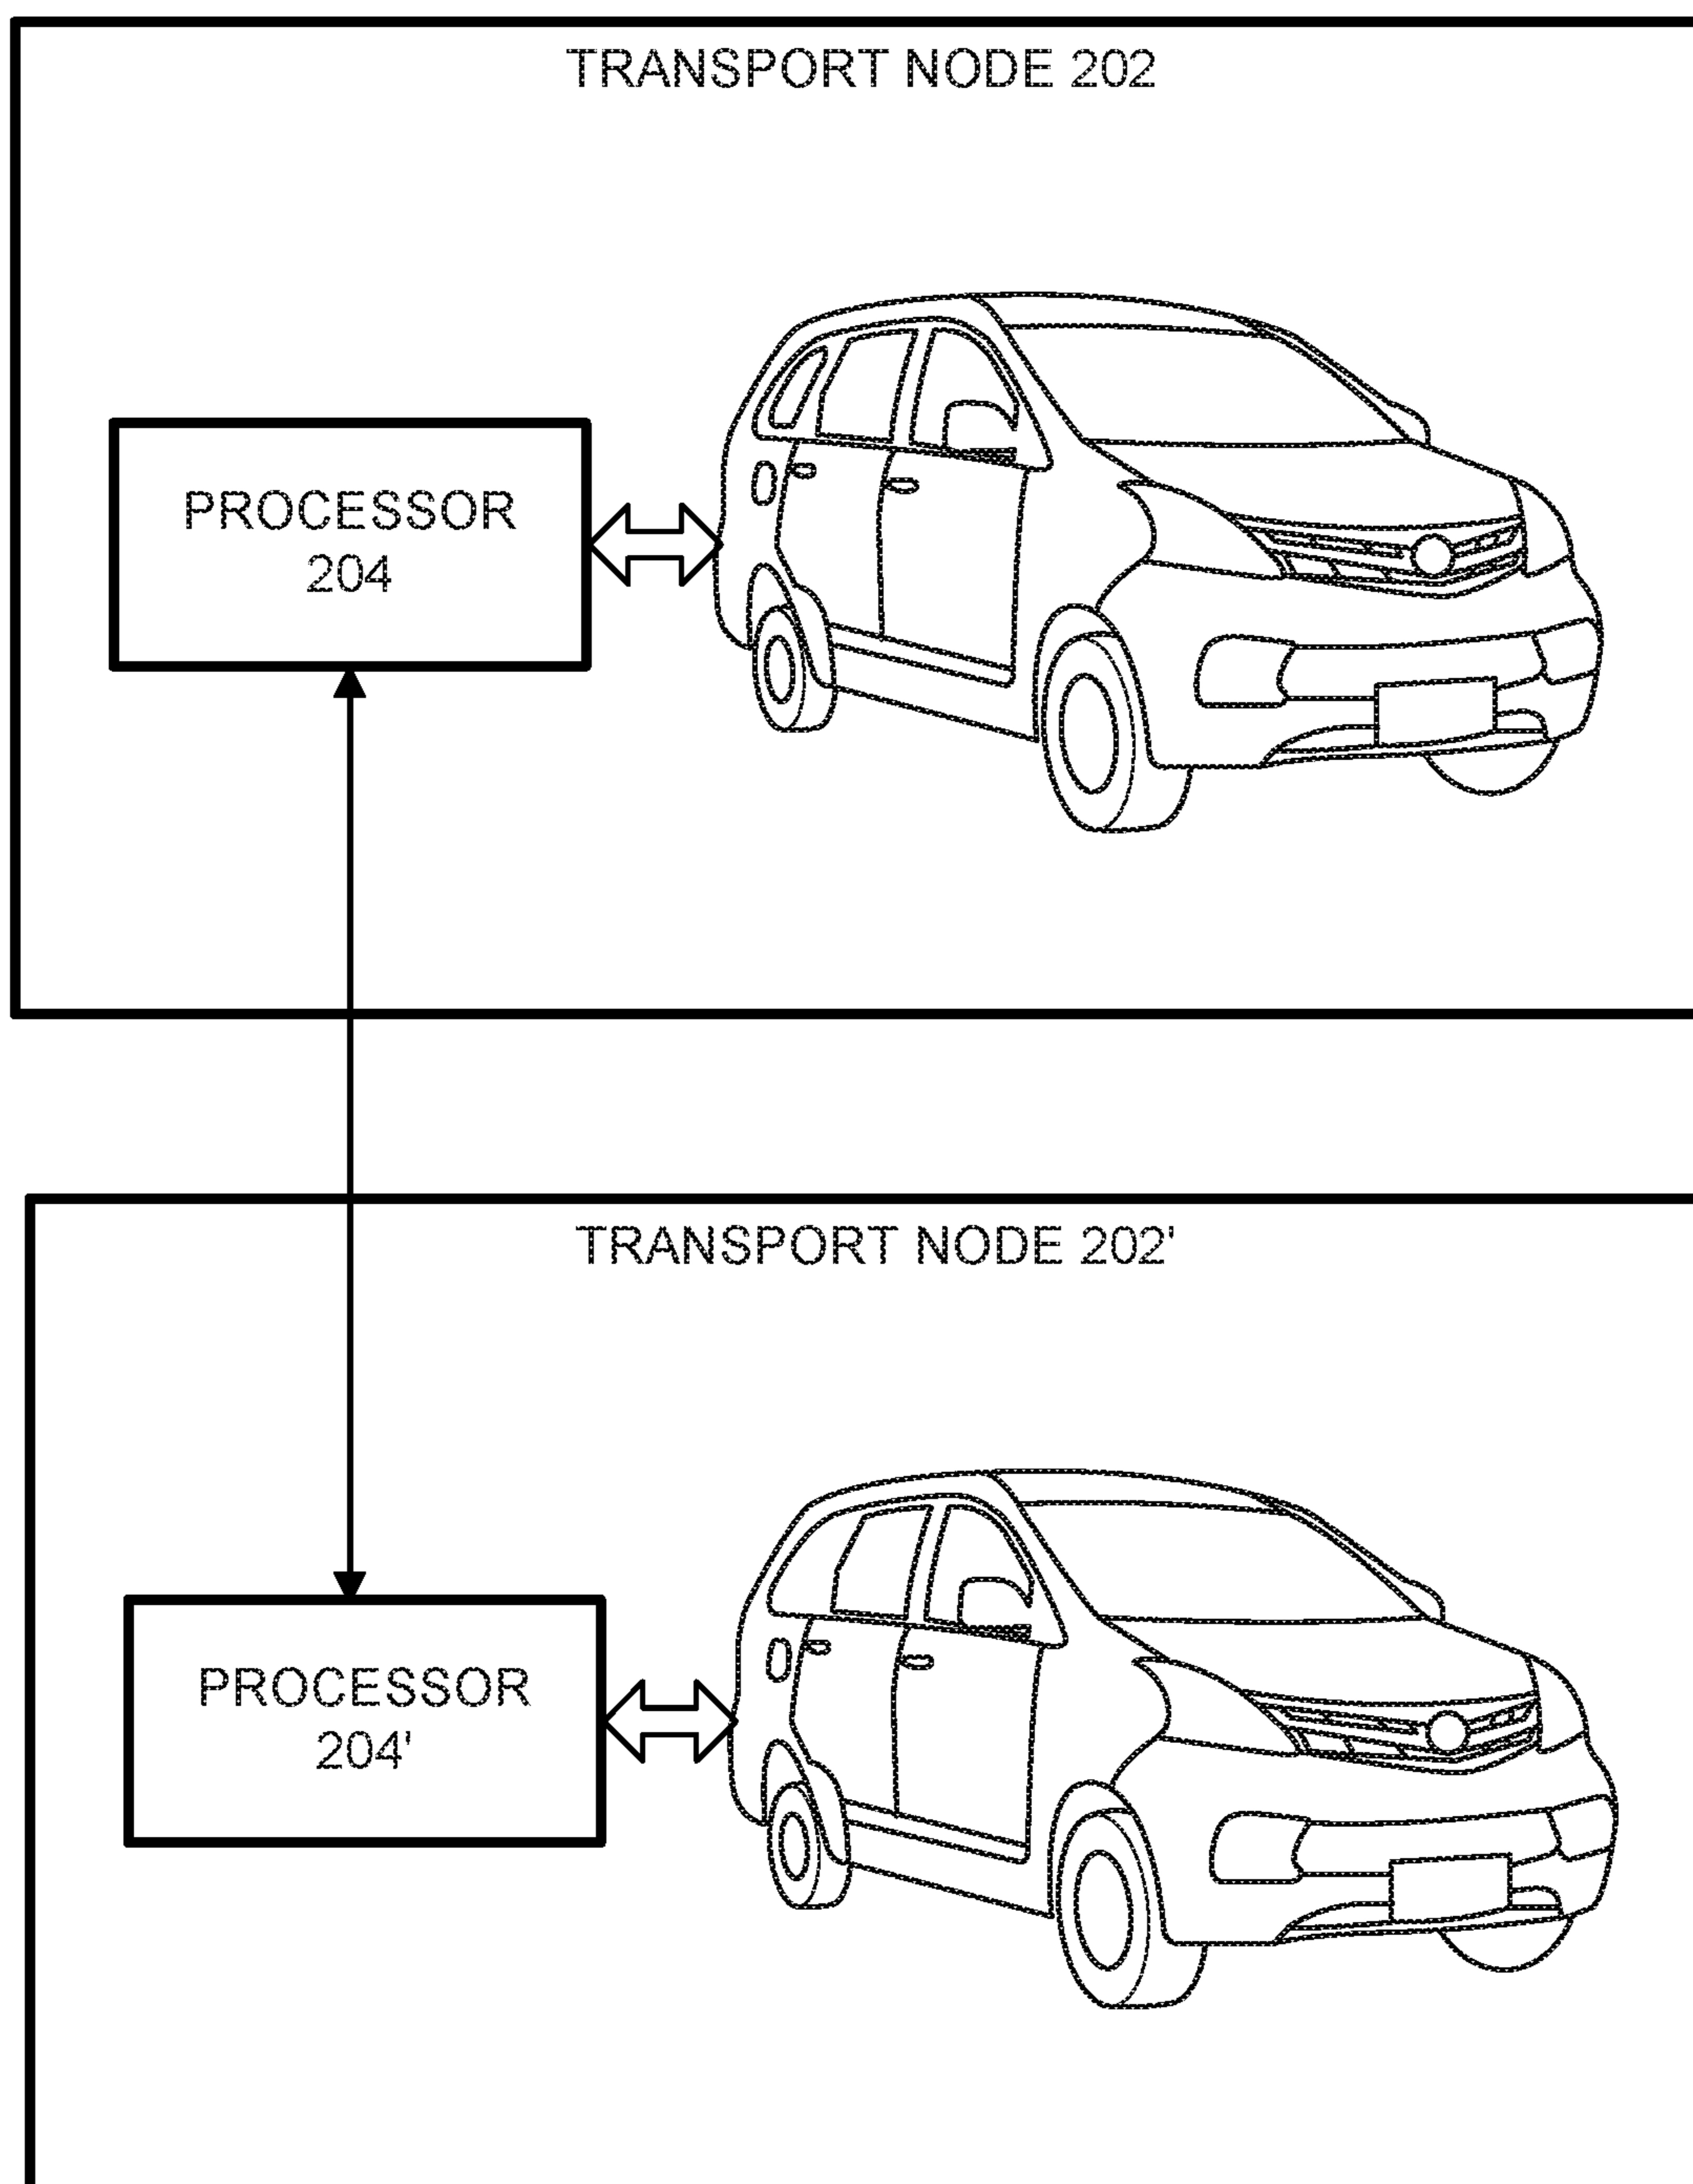 TRANSPORT NODE 202
PROCESSOR
204
TRANSPORT NODE 202'
PROCESSOR
204'